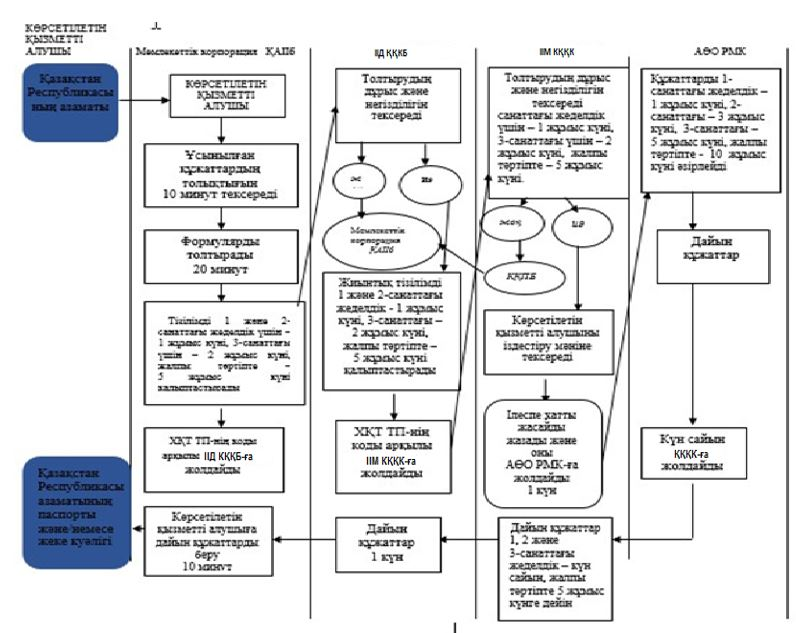 КӨРСЕТІЛЕТІН
ҚЫЗМЕТТІ
АЛУШЫ
Мемлекеттік корпорация ҚАПб
ІІД ҚҚҚБ
ІІМ КҚҚК
АӨО РМК
Қазақстан
Республикасы
ның азаматы
КӨРСЕТІЛЕТІН
ҚЫЗМЕТТІ
АЛУШЫ
Ұсынылған
құжаттардың
толықтығын
10 минут тексереді
Формулярды
толтырады
20 минут
Тізілімді 1 және 2-
санаттағы жеделдік үшін -
1 жұмыс күні, 3-санаттағы
үшін – 2 жұмыс күні,
жалпы тәртіпте –
5 жұмыс күні
қалыптастырады
ХҚТ ТП-нің коды
арқылы ІІД КҚҚБ-ға
жолдайды
Көрсетілетін
қызметті алушыға
дайын құжаттарды
беру
10 минут
Қазақстан
Республикасы
азаматының
паспорты
және/немесе
жеке куәлігі
Толтырудың
дұрыс және
негізділігін
тексереді
Мемлекеттік
корпорация
ҚАПб
Жиынтық тізілімді
1 және 2-санаттағы
жеделдік - 1 жұмыс
күні, 3-санаттағы –
2 жұмыс күні,
жалпы тәртіпте –
5 жұмыс күні
қалыптастырады
ХҚТ ТП-нің
коды арқылы
ІІМ КҚҚК-ға
жолдайды
Дайын
құжаттар
1 күн
Толтырудың дұрыс
және негізділігін
тексереді
санаттағы жеделдік
үшін – 1 жұмыс күні,
3-санаттағы үшін – 2
жұмыс күні, жалпы
тәртіпте – 5 жұмыс
күні.
жоқ
ИӘ
ҚҚПБ
Көрсетілетін
қызметті алушыны
іздестіру мәніне
тексереді
Ілеспе хатты
жасайды
жазады және
оны
АӨО РМК-ға
жолдайды
1 күн
Дайын құжаттар
1, 2 және
3-санаттағы
жеделдік – күн
сайын, жалпы
тәртіпте 5 жұмыс
күнге дейін
Құжаттарды 1-
санаттағы жеделдік –
1 жұмыс күні, 2-
санаттағы – 3 жұмыс
күні, 3-санаттағы –
5 жұмыс күні, жалпы
тәртіпте - 10 жұмыс
күні әзірлейді
Дайын
құжаттар
Күн сайын
КҚҚК-ға
жолдайды